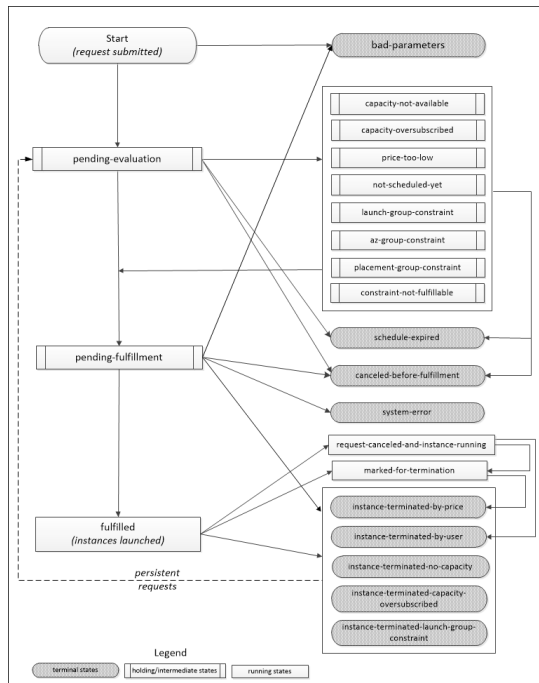 Start
(request submitted)
bad-parameters
capacity-not-available
capacity-oversubscribed
pending-evaluation
price-too-low
not-scheduled-yet
launch-group-constraint
az-group-constraint
placement-group-constraint
constraint-not-fulfillable
schedule-expired
pending-fulfillment
canceled-before-fulfillment
system-error
request-canceled-and-instance-running
marked-for-termination
instance-terminated-by-price
fulfilled
(instances launched)
instance-terminated-by-user
instance-terminated-no-capacity
persistent
requests
instance-terminated-capacity-
oversubscribed
instance-terminated-launch-group-
constraint
Legend
terminal states
holding/intermediate states
running states